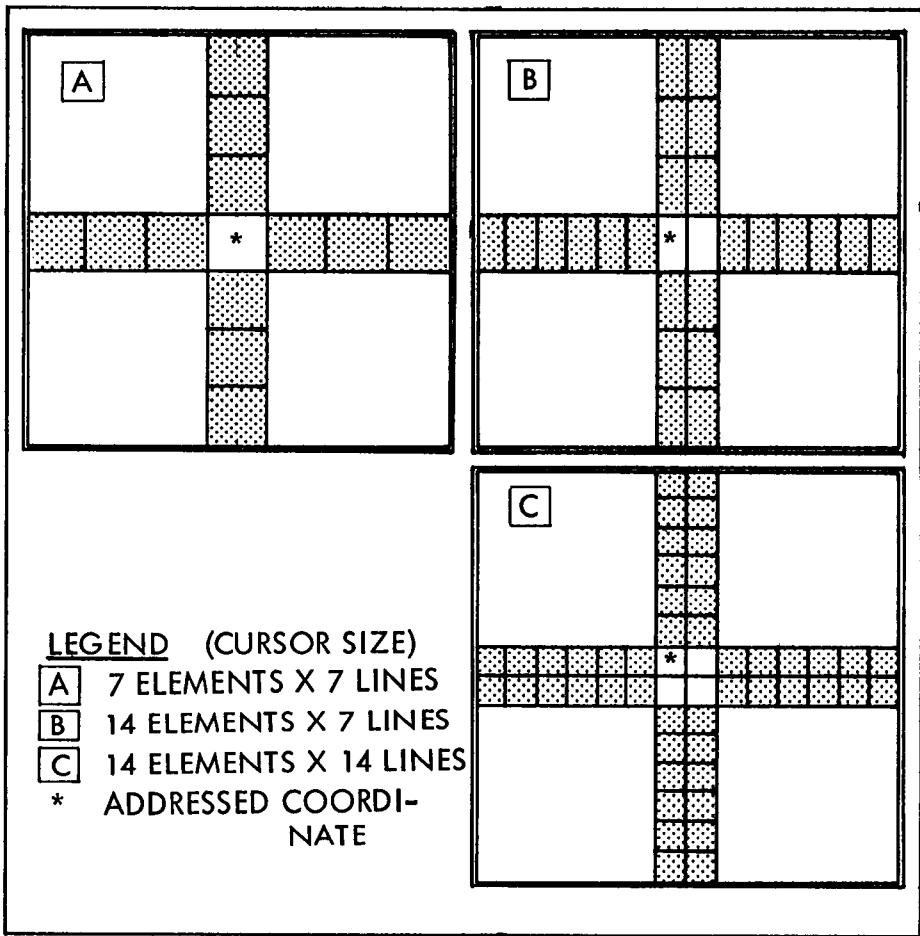 A
*
B
*
C
*
LEGEND (CURSOR SIZE)
A 7 ELEMENTS X 7 LINES
B 14 ELEMENTS X 7 LINES
C 14 ELEMENTS X 14 LINES
* ADDRESSED COORDI-
NATE